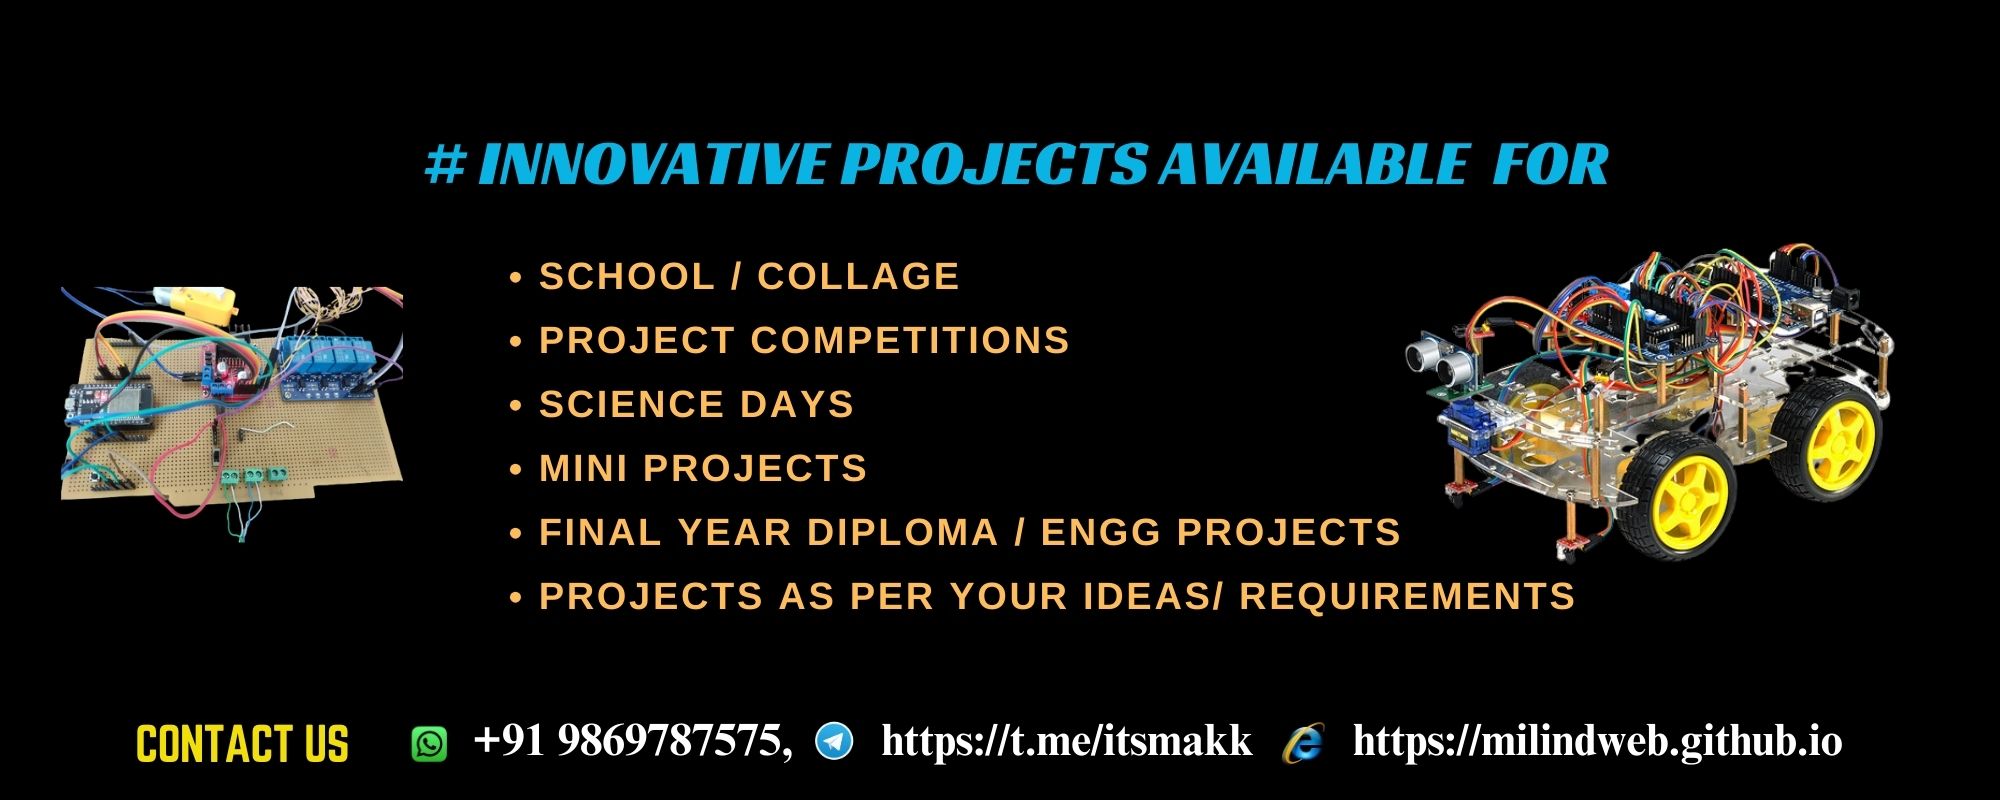 # INNOVATIVE PROJECTS AVAILABLE FOR
• SCHOOL / COLLAGE
• PROJECT COMPETITIONS
• SCIENCE DAYS
• MINI PROJECTS
• FINAL YEAR DIPLOMA / ENGG PROJECTS
• PROJECTS AS PER YOUR IDEAS/ REQUIREMENTS
CONTACT US +91 9869787575, https://t.me/itsmakk https://milindweb.github.io